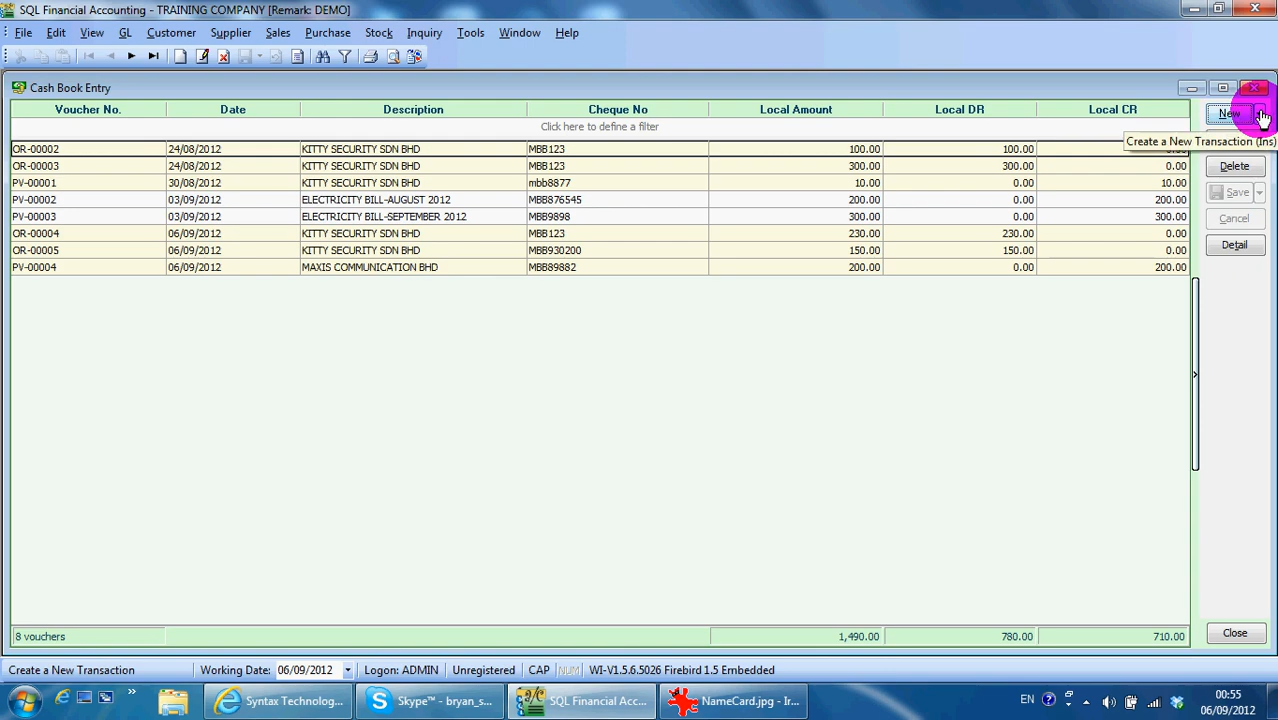 SQL Financial Accounting - TRAINING COMPANY [Remark: DEMO]
File Edit View GL Customer Supplier Sales Purchase Stock Inquiry Tools Window Help
Cash Book Entry
Voucher No. Date Description Cheque No Local Amount Local DR Local CR
New
Click here to define a filter
Create a New Transaction (Ins)
OR-00002 24/08/2012 KITTY SECURITY SDN BHD MBB123 100.00 100.00
OR-00003 24/08/2012 KITTY SECURITY SDN BHD MBB123 300.00 300.00 0.00
Delete
PV-00001 30/08/2012 KITTY SECURITY SDN BHD mbb8877 10.00 0.00 10.00
PV-00002 03/09/2012 ELECTRICITY BILL-AUGUST 2012 MBB876545 200.00 0.00 200.00
Save
PV-00003 03/09/2012 ELECTRICITY BILL-SEPTEMBER 2012 MBB9898 300.00 0.00 300.00
Cancel
OR-00004 06/09/2012 KITTY SECURITY SDN BHD MBB123 230.00 230.00 0.00
OR-00005 06/09/2012 KITTY SECURITY SDN BHD MBB930200 150.00 150.00 0.00
Detail
PV-00004 06/09/2012 MAXIS COMMUNICATION BHD MBB89882 200.00 0.00 200.00
8 vouchers 1,490.00 780.00 710.00
Close
Create a New Transaction Working Date: 06/09/2012 Logon: ADMIN Unregistered CAP NUM WI-V1.5.6.5026 Firebird 1.5 Embedded
Syntax Technolog... Skype™ - bryan_s... SQL Financial Acc... NameCard.jpg - Ir... EN 00:55
06/09/2012